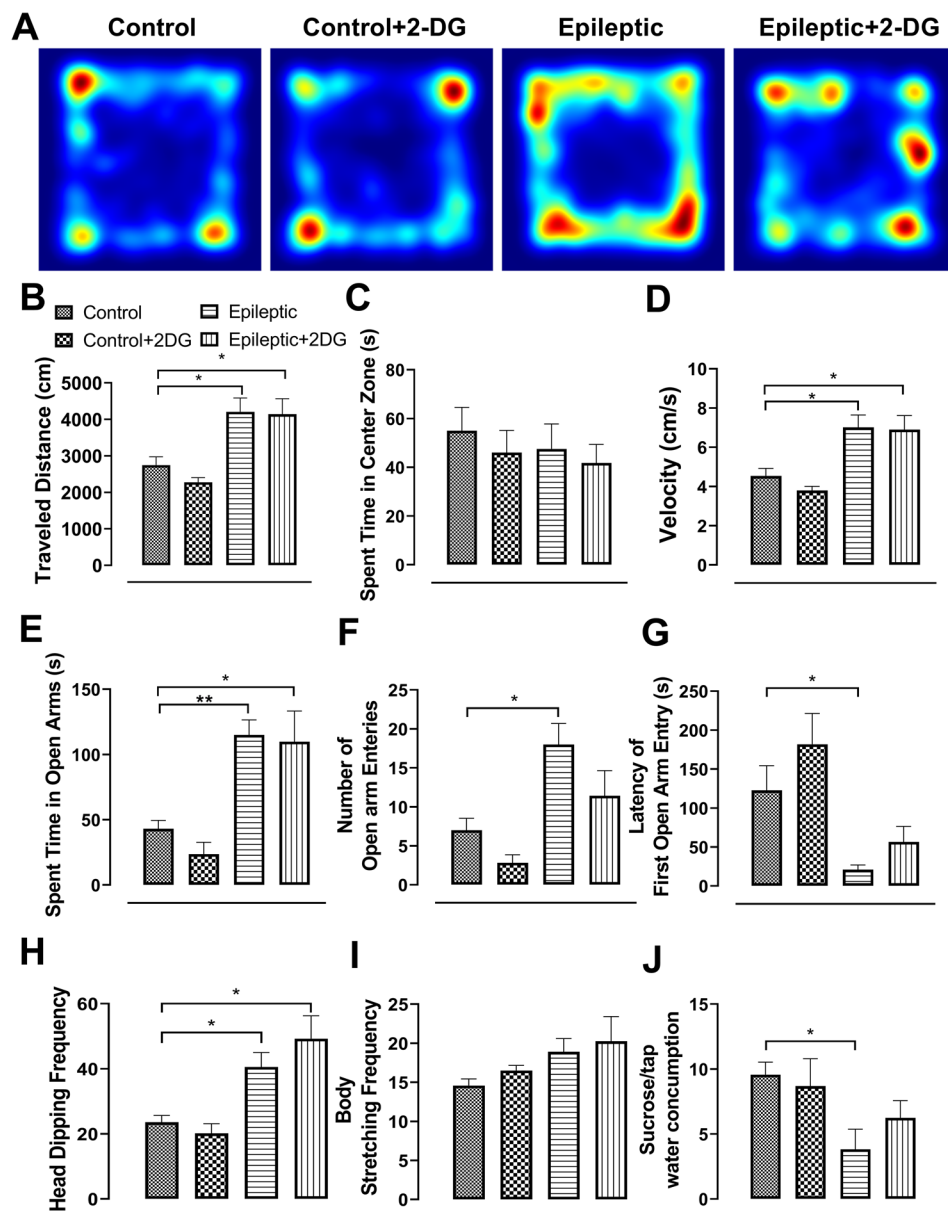 A
Control
Control+2-DG
Epileptic
Epileptic+2-DG
B
Control
Epileptic
Control+2DG
Epileptic+2DG
Traveled Distance (cm)
5000
4000
3000
2000
1000
0
*
*
C
Spent Time in Center Zone (s)
80
60
40
20
0
D
Velocity (cm/s)
10
8
6
4
2
0
*
*
E
Spent Time in Open Arms (s)
150
100
50
0
*
**
F
Number of
Open arm Enteries
25
20
15
10
5
0
*
G
Latency of
First Open Arm Entry (s)
250
200
150
100
50
0
*
H
Head Dipping Frequency
60
40
20
0
*
*
I
Body
Stretching Frequency
25
20
15
10
5
0
J
Sucrose/tap
water concumption
15
10
5
0
*